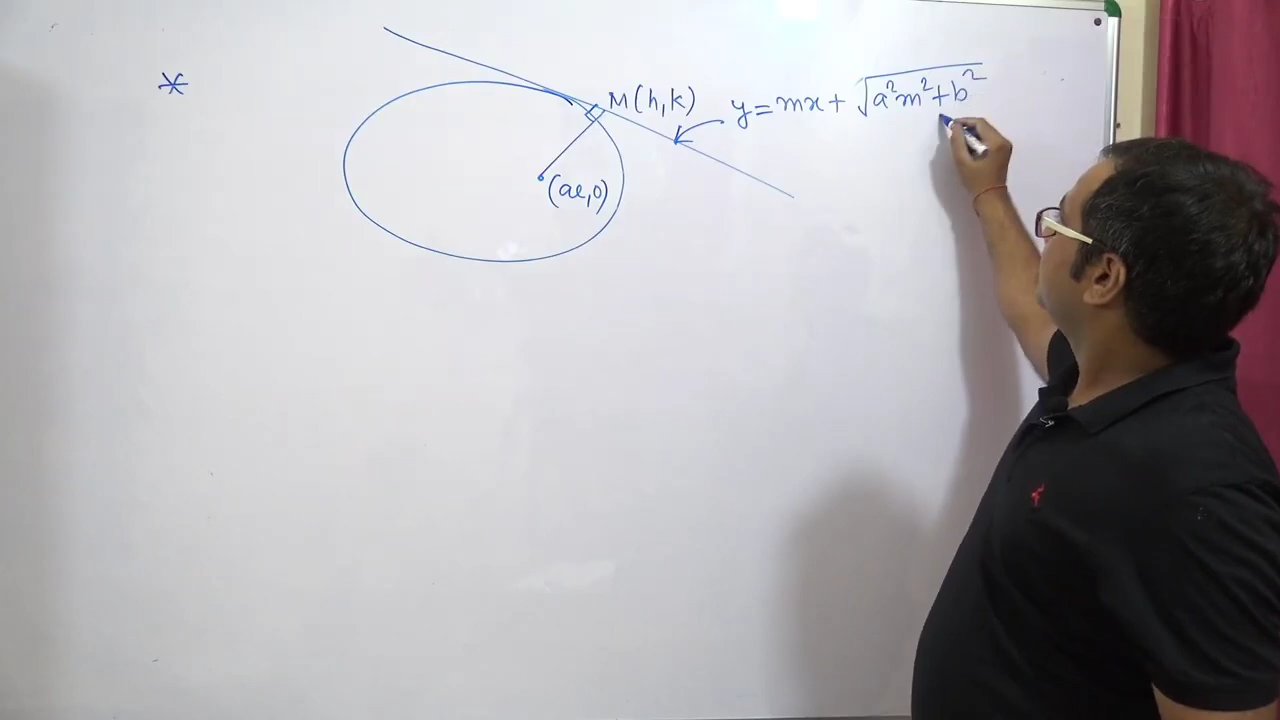 *
M(h,k)
y = mx + √a²m² + b²
(ae,0)